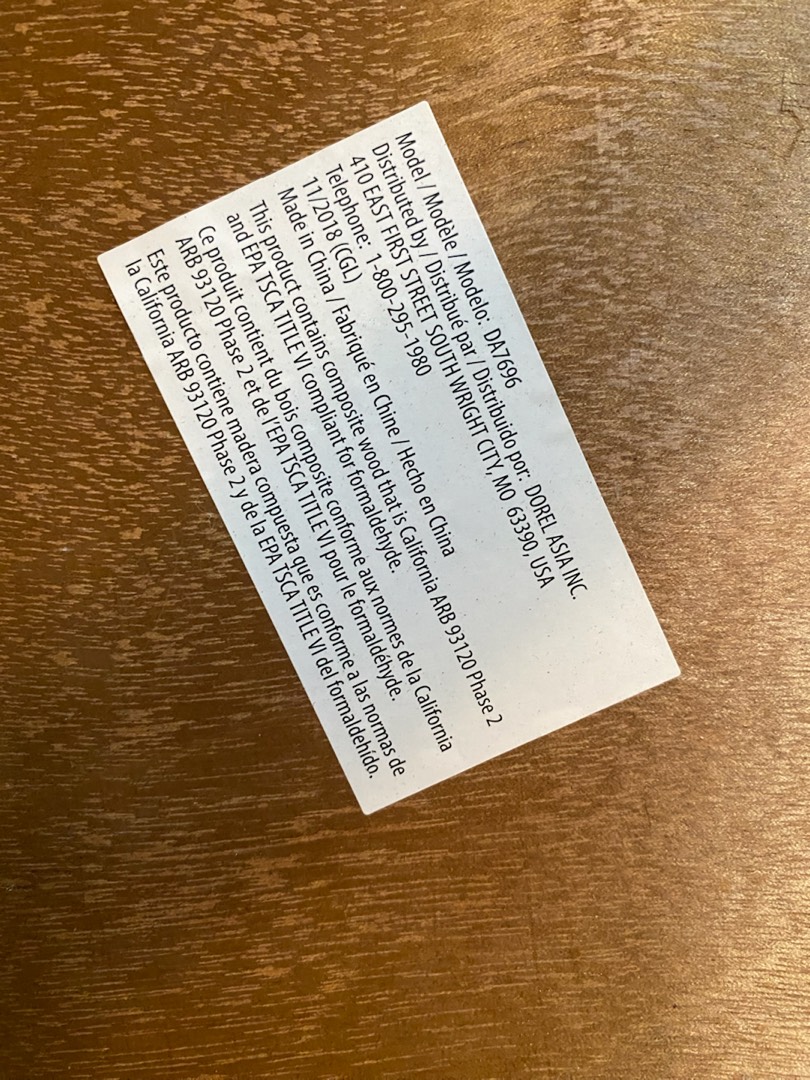 Model / Modèle / Modelo: DA7696
Distributed by / Distribué par / Distribuido por: DOREL ASIA INC.
410 EAST FIRST STREET SOUTH WRIGHT CITY, MO 63390, USA
Telephone: 1-800-295-1980
11/2018 (CGL)
Made in China / Fabriqué en Chine / Hecho en China
This product contains composite wood that is California ARB 93120 Phase 2
and EPA TSCA TITLE VI compliant for formaldehyde.
Ce produit contient du bois composite conforme aux normes de la California
ARB 93120 Phase 2 et de l'EPA TSCA TITLE VI pour le formaldéhyde.
Este producto contiene madera compuesta que es conforme a las normas de
la California ARB 93120 Phase 2 y de la EPA TSCA TITLE VI del formaldehído.